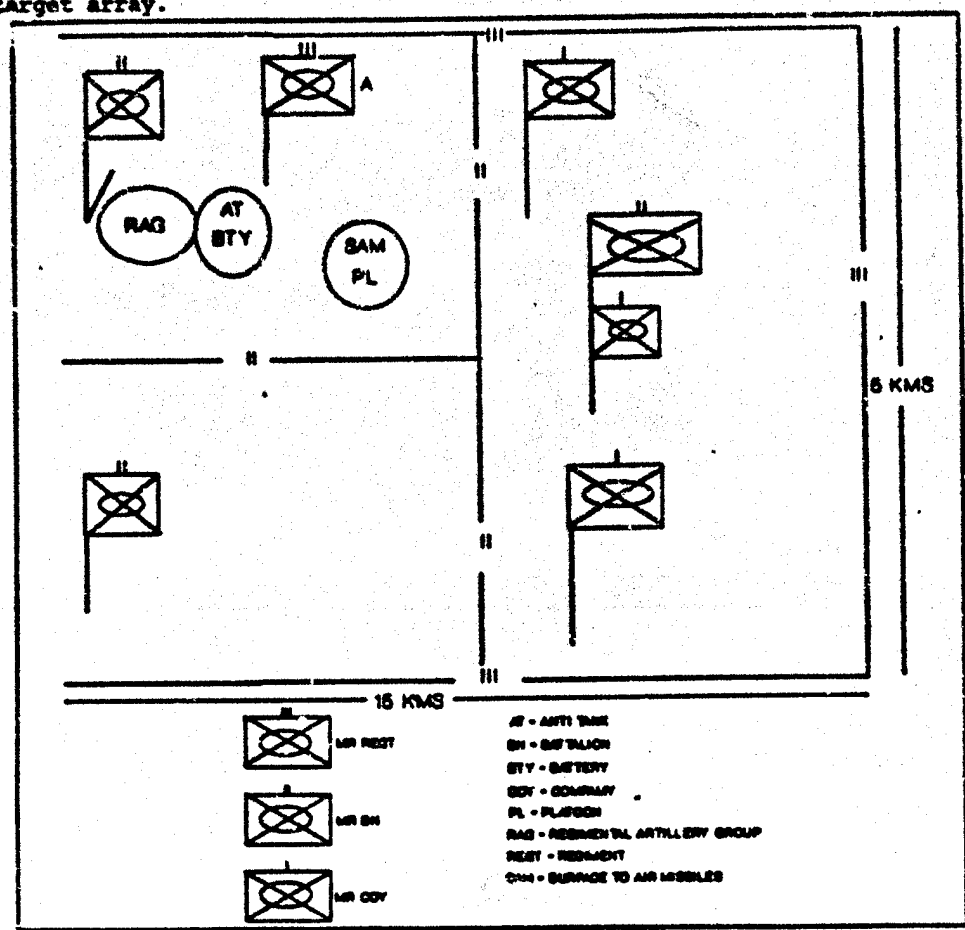 target array.
III
II
III
A
I
II
RAG
AT
BTY
SAM
PL
II
III
I
II
5 KMS
II
I
II
III
15 KMS
III
MR REGT
II
MR BN
I
MR COY
AT - ANTI TANK
BN - BATTALION
BTY - BATTERY
COY - COMPANY
PL - PLATOON
RAG - REGIMENTAL ARTILLERY GROUP
REGT - REGIMENT
SAM - SURFACE TO AIR MISSILES